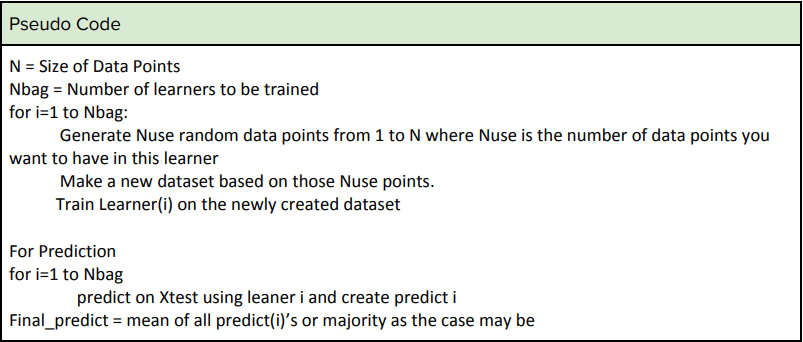 Pseudo Code
N = Size of Data Points
Nbag = Number of learners to be trained
for i=1 to Nbag:
Generate Nuse random data points from 1 to N where Nuse is the number of data points you
want to have in this learner
Make a new dataset based on those Nuse points.
Train Learner(i) on the newly created dataset
For Prediction
for i=1 to Nbag
predict on Xtest using leaner i and create predict i
Final_predict = mean of all predict(i)’s or majority as the case may be